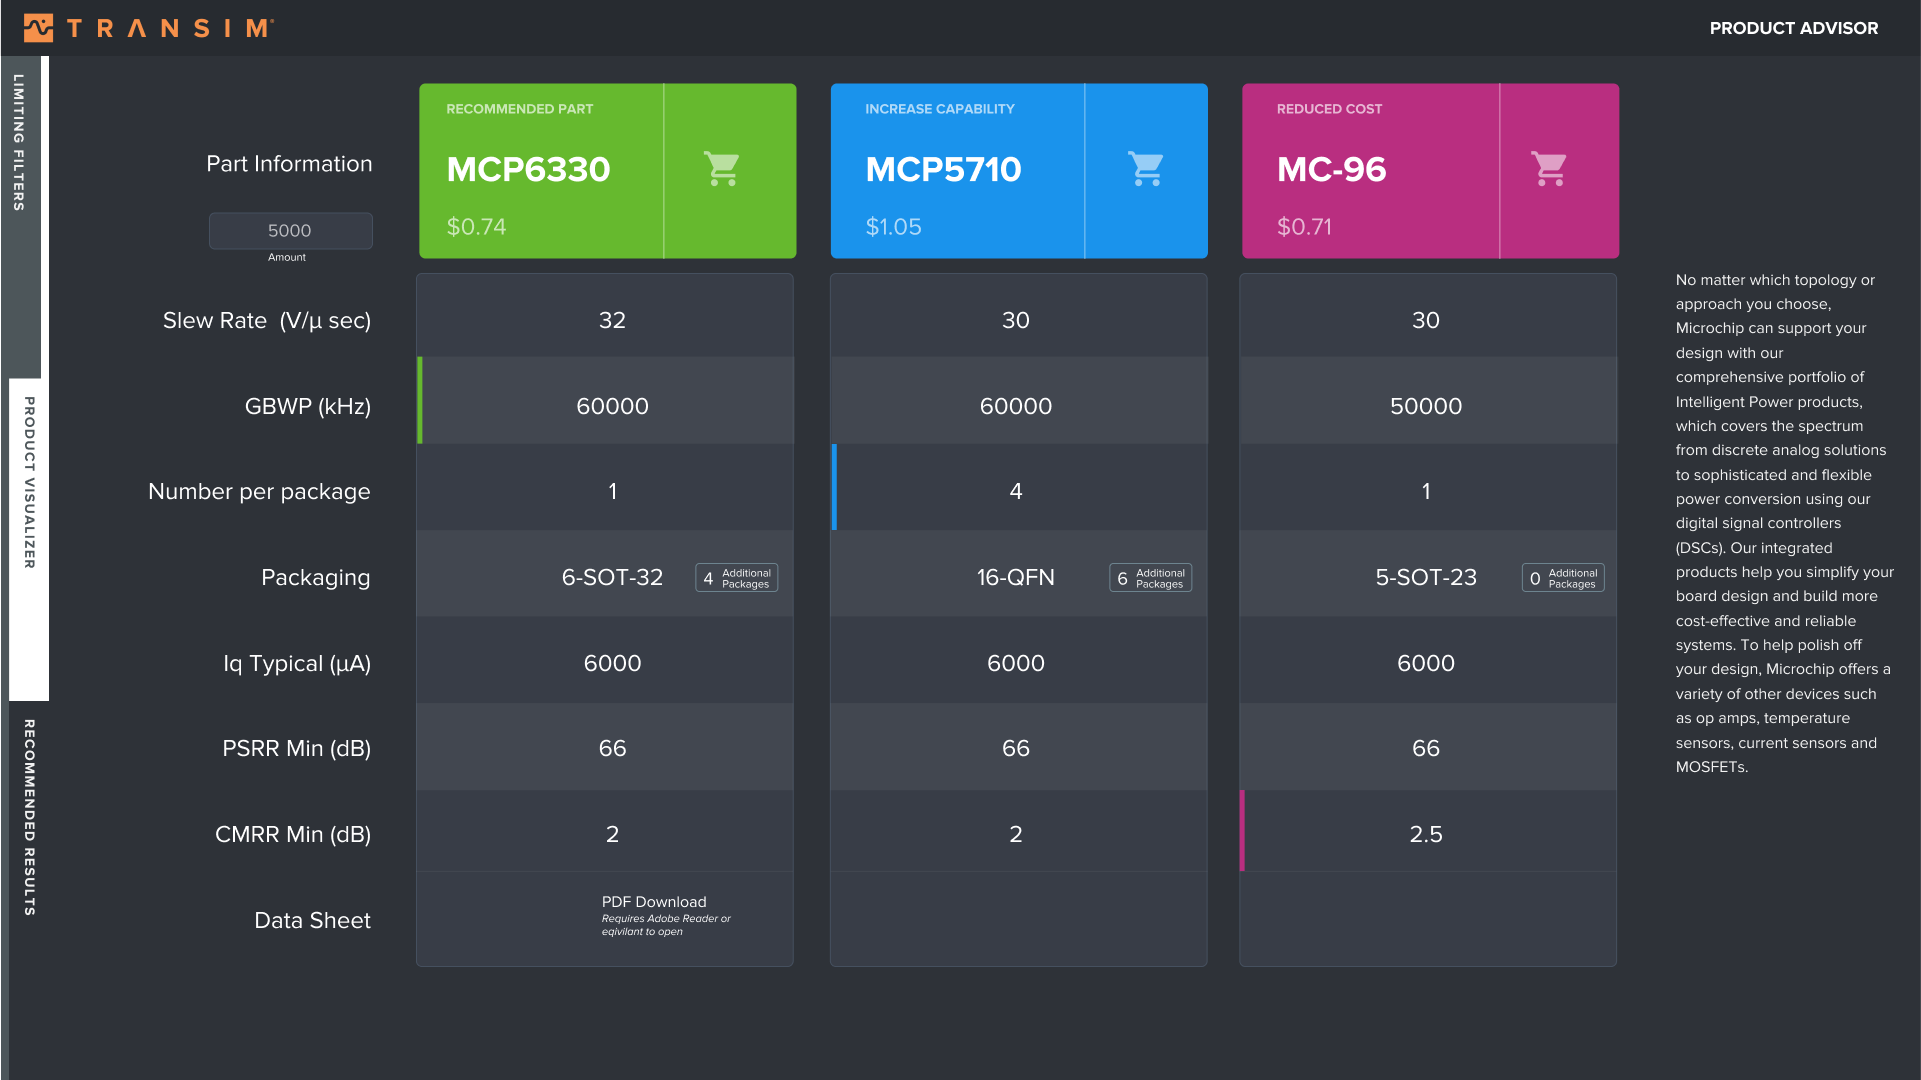 TRANSIM
PRODUCT ADVISOR
LIMITING FILTERS
PRODUCT VISUALIZER
RECOMMENDED RESULTS
Part Information
5000
Amount
RECOMMENDED PART
MCP6330
$0.74
INCREASE CAPABILITY
MCP5710
$1.05
REDUCED COST
MC-96
$0.71
Slew Rate (V/µ sec)
32
30
30
GBWP (kHz)
60000
60000
50000
Number per package
1
4
1
Packaging
6-SOT-32
4 Additional
Packages
16-QFN
6 Additional
Packages
5-SOT-23
0 Additional
Packages
Iq Typical (µA)
6000
6000
6000
PSRR Min (dB)
66
66
66
CMRR Min (dB)
2
2
2.5
Data Sheet
PDF Download
Requires Adobe Reader or
eqivilant to open
No matter which topology or
approach you choose,
Microchip can support your
design with our
comprehensive portfolio of
Intelligent Power products,
which covers the spectrum
from discrete analog solutions
to sophisticated and flexible
power conversion using our
digital signal controllers
(DSCs). Our integrated
products help you simplify your
board design and build more
cost-effective and reliable
systems. To help polish off
your design, Microchip offers a
variety of other devices such
as op amps, temperature
sensors, current sensors and
MOSFETs.